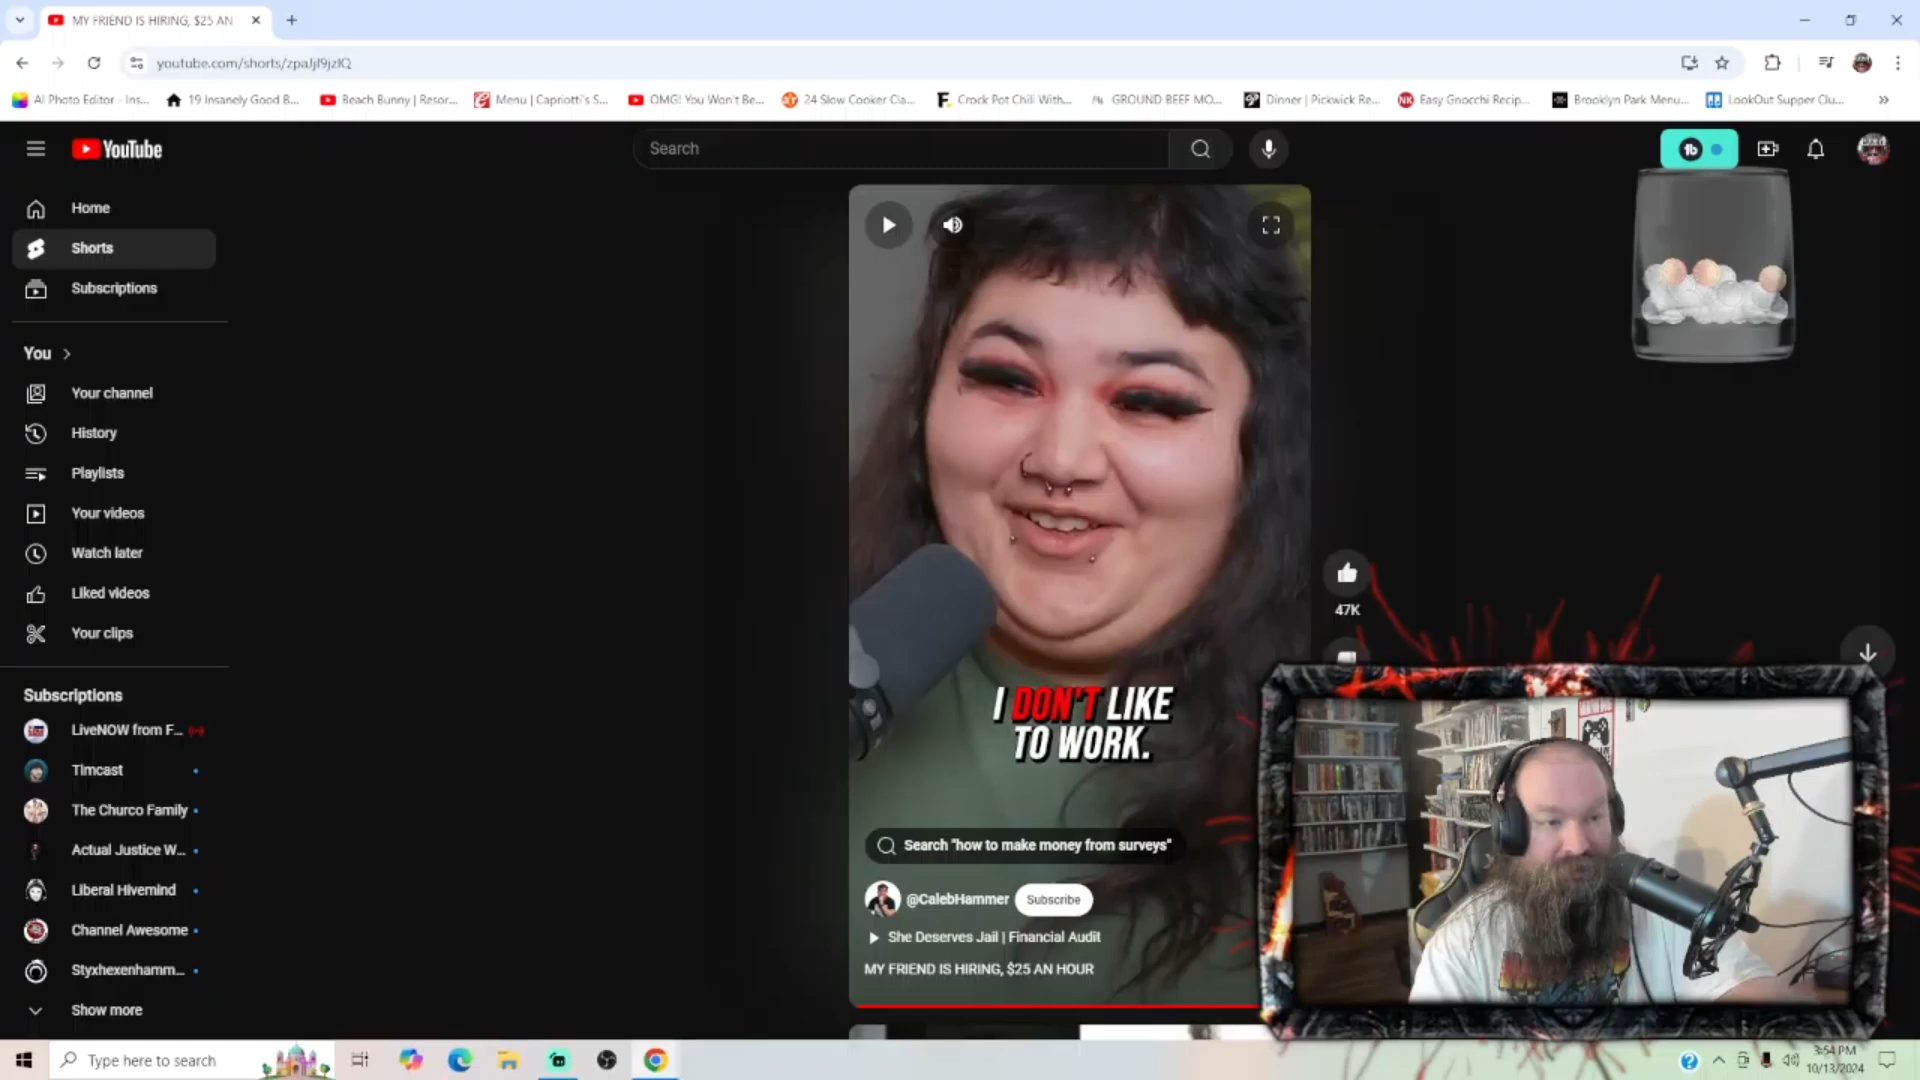 MY FRIEND IS HIRING, $25 AN
youtube.com/shorts/zpaJjl9jzlQ
AI Photo Editor - Ins...
19 Insanely Good B...
Beach Bunny | Resor...
Menu | Capriotti's S...
OMG! You Won't Be...
24 Slow Cooker Cla...
Crock Pot Chili With...
GROUND BEEF MO...
Dinner | Pickwick Re...
Easy Gnocchi Recip...
Brooklyn Park Menu...
LookOut Supper Clu...
YouTube
Search
Home
Shorts
Subscriptions
You
Your channel
History
Playlists
Your videos
Watch later
Liked videos
Your clips
Subscriptions
LiveNOW from F...
Timcast
The Churco Family
Actual Justice W...
Liberal Hivemind
Channel Awesome
Styxhexenhamm...
Show more
47K
I DON'T LIKE
TO WORK.
Search "how to make money from surveys"
@CalebHammer
Subscribe
She Deserves Jail | Financial Audit
MY FRIEND IS HIRING, $25 AN HOUR
Type here to search
3:54 PM
10/13/2024